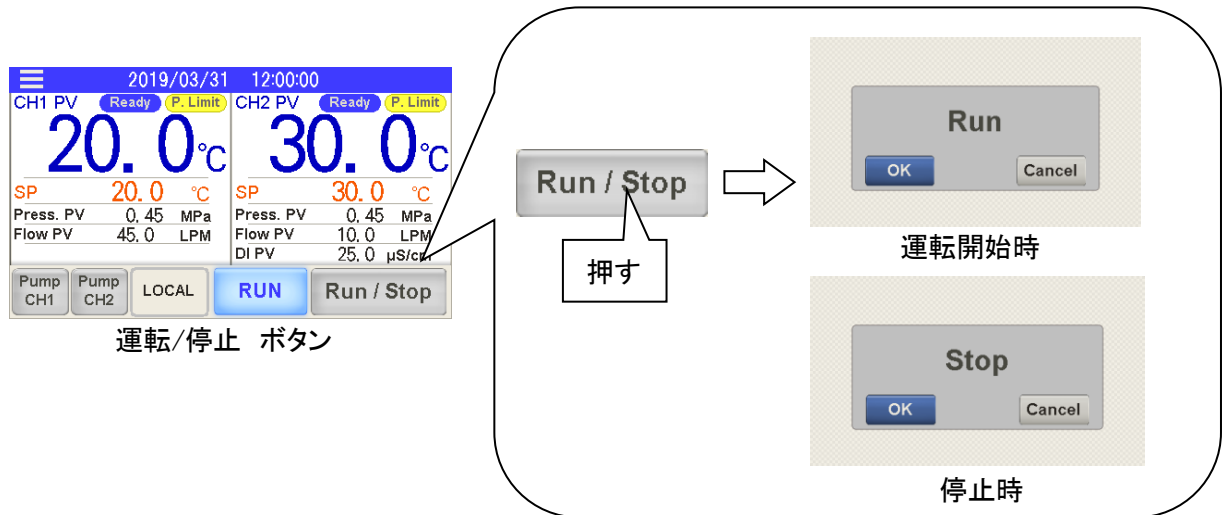 2019/03/31 12:00:00
CH1 PV Ready P. Limit
20.0℃
SP 20.0 ℃
Press. PV 0.45 MPa
Flow PV 45.0 LPM
CH2 PV Ready P. Limit
30.0℃
SP 30.0 ℃
Press. PV 0.45 MPa
Flow PV 10.0 LPM
DI PV 25.0
Pump CH1
Pump CH2
LOCAL
RUN
Run / Stop
運転/停止 ボタン
Run / Stop
押す
Run
OK Cancel
運転開始時
Stop
OK Cancel
停止時